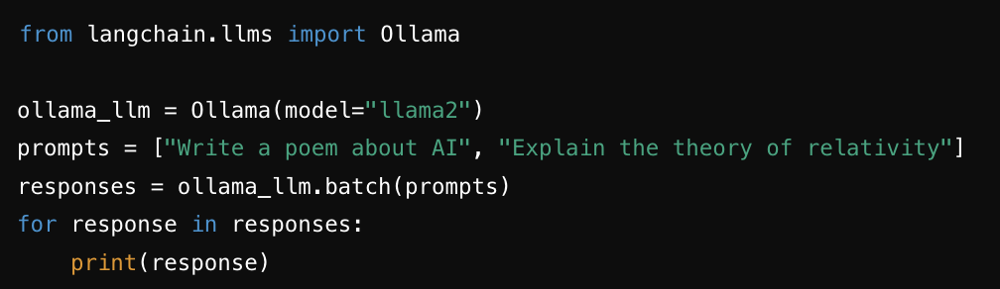 from langchain.llms import Ollama

ollama_llm = Ollama(model="llama2")
prompts = ["Write a poem about AI", "Explain the theory of relativity"]
responses = ollama_llm.batch(prompts)
for response in responses:
    print(response)